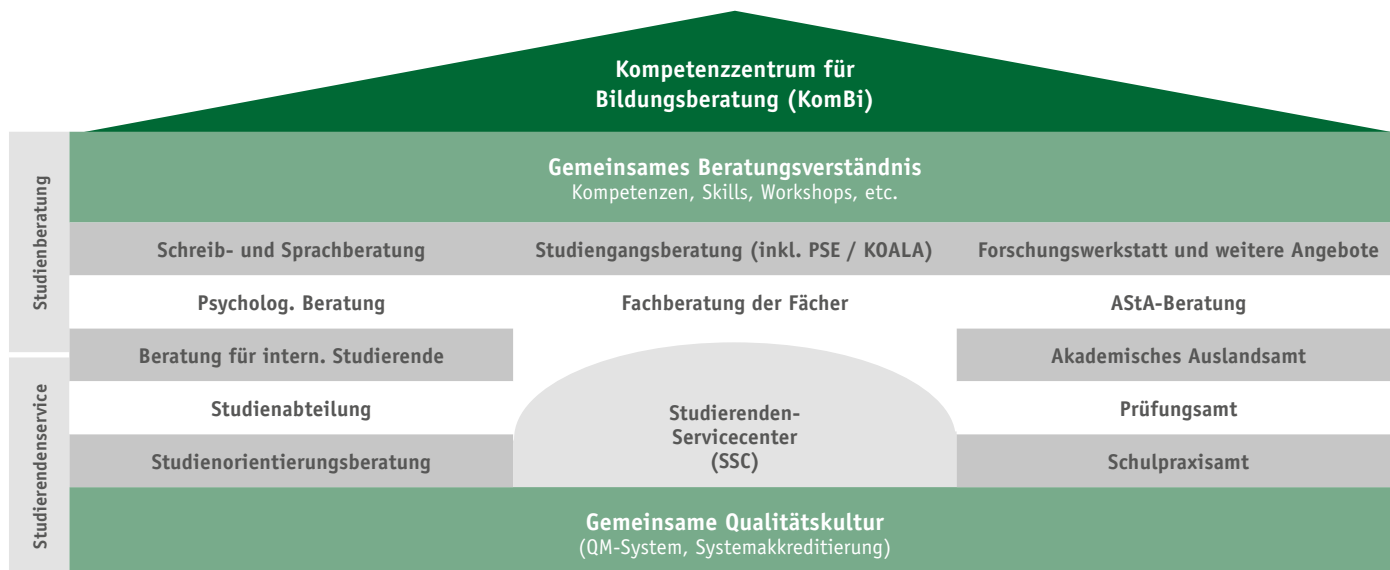 Kompetenzzentrum für
Bildungsberatung (KomBi)
Studienberatung
Gemeinsames Beratungsverständnis
Kompetenzen, Skills, Workshops, etc.
Schreib- und Sprachberatung
Studiengangsberatung (inkl. PSE / KOALA)
Forschungswerkstatt und weitere Angebote
Psycholog. Beratung
Fachberatung der Fächer
AStA-Beratung
Beratung für intern. Studierende
Akademisches Auslandsamt
Studierendenservice
Studienabteilung
Studierenden-
Servicecenter
(SSC)
Prüfungsamt
Studienorientierungsberatung
Schulpraxisamt
Gemeinsame Qualitätskultur
(QM-System, Systemakkreditierung)